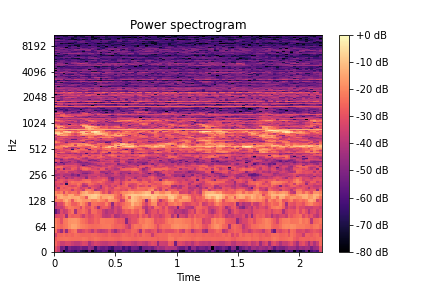 Power spectrogram
+0 dB
8192
-10 dB
4096
-20 dB
2048
-30 dB
1024
Hz
512
-40 dB
256
-50 dB
128
-60 dB
64
-70 dB
0
-80 dB
0 0.5 1 1.5 2
Time